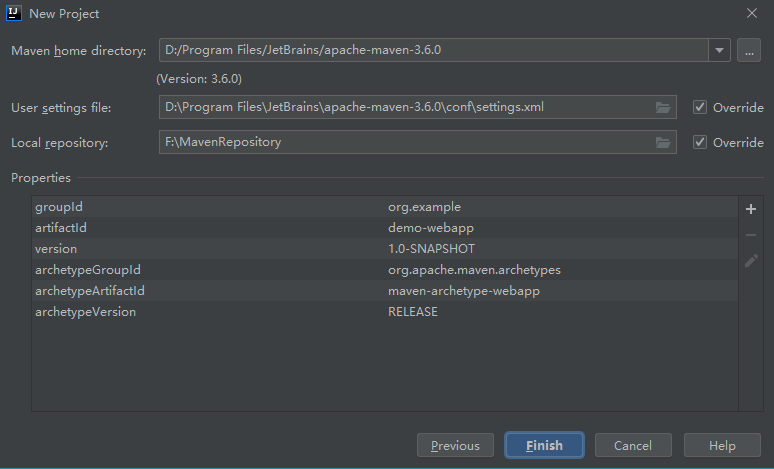 IJ New Project
Maven home directory: D:/Program Files/JetBrains/apache-maven-3.6.0 ...
(Version: 3.6.0)
User settings file: D:\Program Files\JetBrains\apache-maven-3.6.0\conf\settings.xml Override
Local repository: F:\MavenRepository Override
Properties
groupId org.example
artifactId demo-webapp
version 1.0-SNAPSHOT
archetypeGroupId org.apache.maven.archetypes
archetypeArtifactId maven-archetype-webapp
archetypeVersion RELEASE
Previous Finish Cancel Help